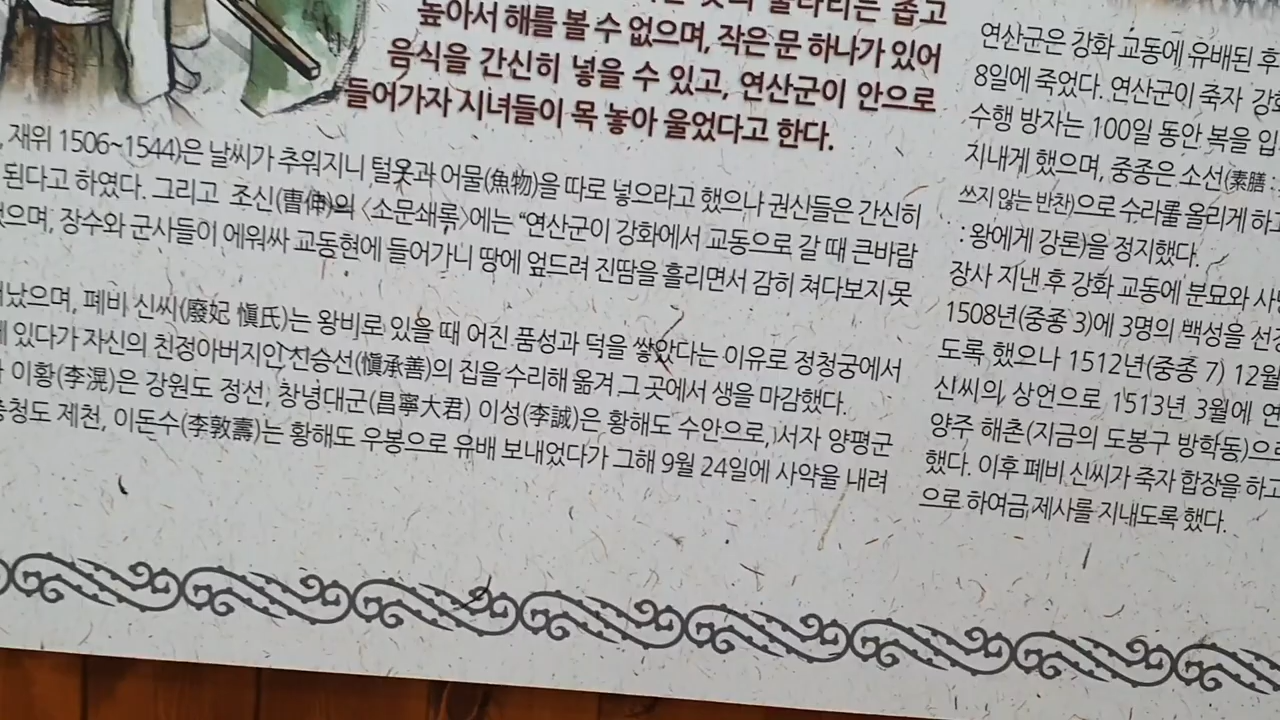 울타리는 좁고
높아서 해를 볼 수 없으며, 작은 문 하나가 있어
음식을 간신히 넣을 수 있고, 연산군이 안으로
들어가자 지녀들이 목 놓아 울었다고 한다.
, 재위 1506~1544)은 날씨가 추워지니 털옷과 어물(魚物)을 따로 넣으라고 했으나 권신들은 간신히
된다고 하였다. 그리고 조신(曺伸)의 〈소문쇄록〉에는 “연산군이 강화에서 교동으로 갈 때 큰바람
으며, 장수와 군사들이 에워싸 교동현에 들어가니 땅에 엎드려 진땀을 흘리면서 감히 쳐다보지 못
났으며, 폐비 신씨(廢妃 愼氏)는 왕비로 있을 때 어진 품성과 덕을 쌓았다는 이유로 정청궁에서
에 있다가 자신의 친정아버지인 신승선(愼承善)의 집을 수리해 옮겨 그 곳에서 생을 마감했다.
이황(李滉)은 강원도 정선, 창녕대군(昌寧大君) 이성(李誠)은 황해도 수안으로, 서자 양평군
충청도 제천, 이돈수(李敦壽)는 황해도 우봉으로 유배 보내었다가 그해 9월 24일에 사약을 내려
연산군은 강화 교동에 유배된 후
8일에 죽었다. 연산군이 죽자 강화
수행 방자는 100일 동안 복을 입
지내게 했으며, 중종은 소선(素膳 :
쓰지 않는 반찬)으로 수라를 올리게 하고
: 왕에게 강론)을 정지했다.
장사 지낸 후 강화 교동에 분묘와 사
1508년(중종 3)에 3명의 백성을 선
도록 했으나 1512년(중종 7) 12월
신씨의, 상언으로 1513년 3월에 연
양주 해촌(지금의 도봉구 방학동)으로
했다. 이후 폐비 신씨가 죽자 합장을 하고
으로 하여금 제사를 지내도록 했다.